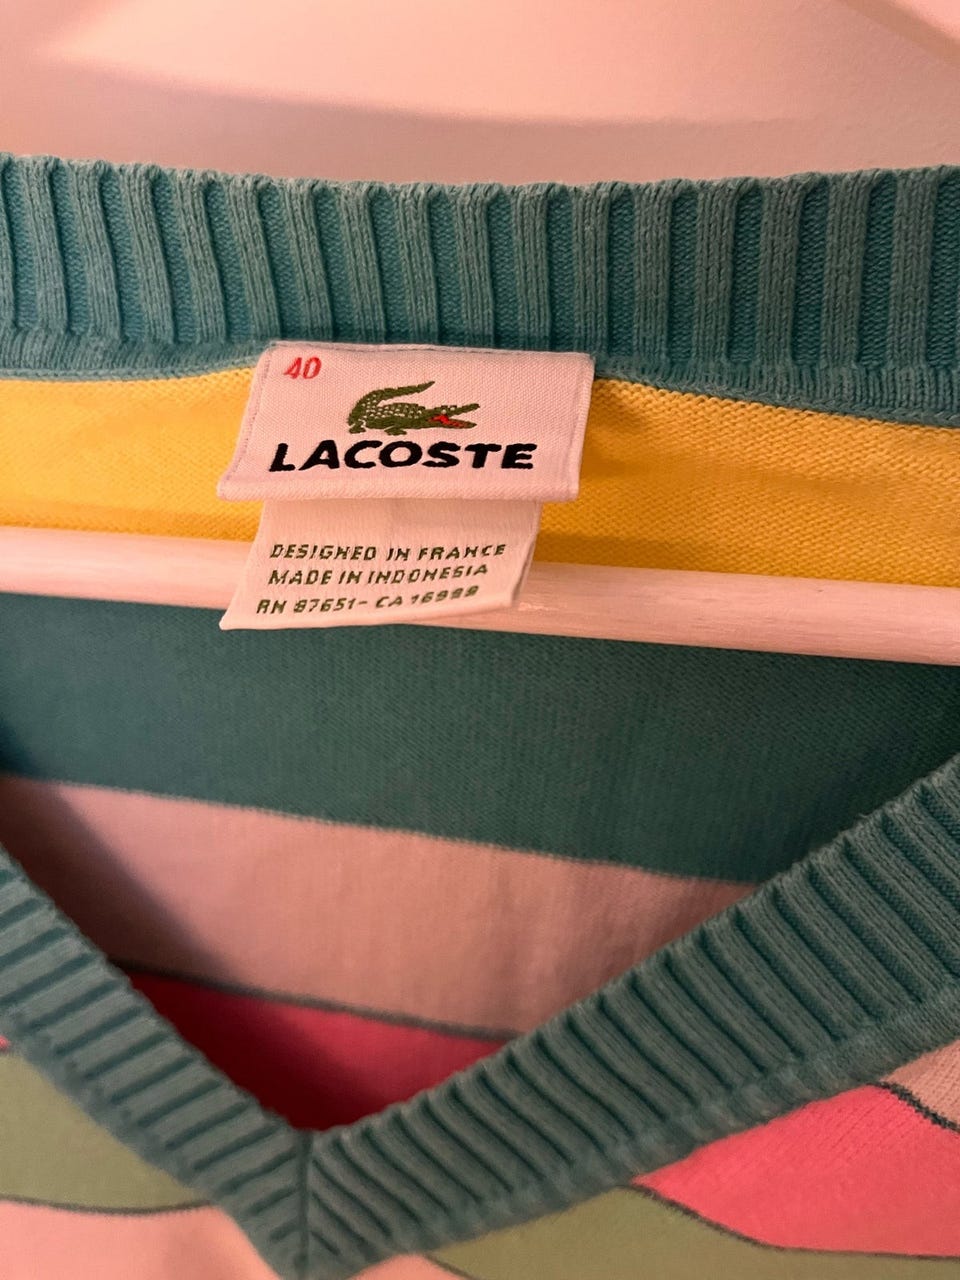 40
LACOSTE
DESIGNED IN FRANCE
MADE IN INDONESIA
RN 87651- CA 16998